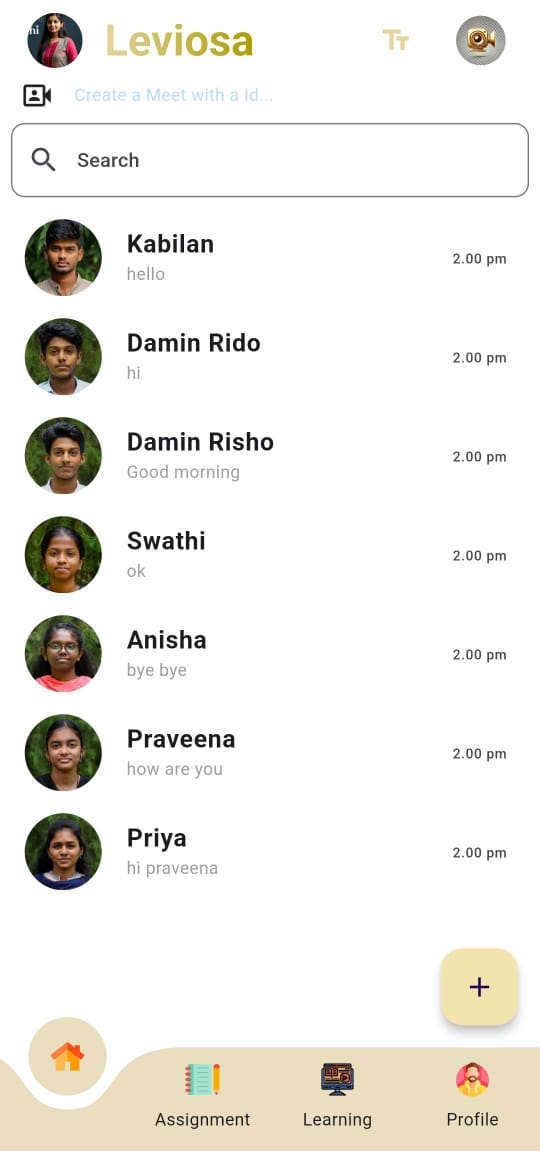 hi
Leviosa
TT
Create a Meet with a Id...
Search
Kabilan
hello
2.00 pm
Damin Rido
hi
2.00 pm
Damin Risho
Good morning
2.00 pm
Swathi
ok
2.00 pm
Anisha
bye bye
2.00 pm
Praveena
how are you
2.00 pm
Priya
hi praveena
2.00 pm
+
Assignment
Learning
Profile